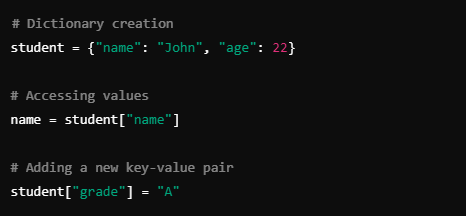 # Dictionary creation
student = {"name": "John", "age": 22}
# Accessing values
name = student["name"]
# Adding a new key-value pair
student["grade"] = "A"